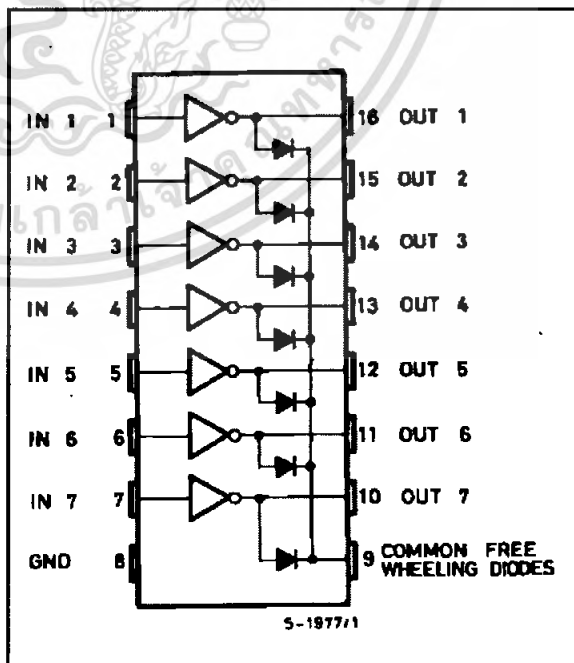 IN 1 1 16 OUT 1
IN 2 2 15 OUT 2
IN 3 3 14 OUT 3
IN 4 4 13 OUT 4
IN 5 5 12 OUT 5
IN 6 6 11 OUT 6
IN 7 7 10 OUT 7
GND 8 9 COMMON FREE
WHEELING DIODES
S-1977/1